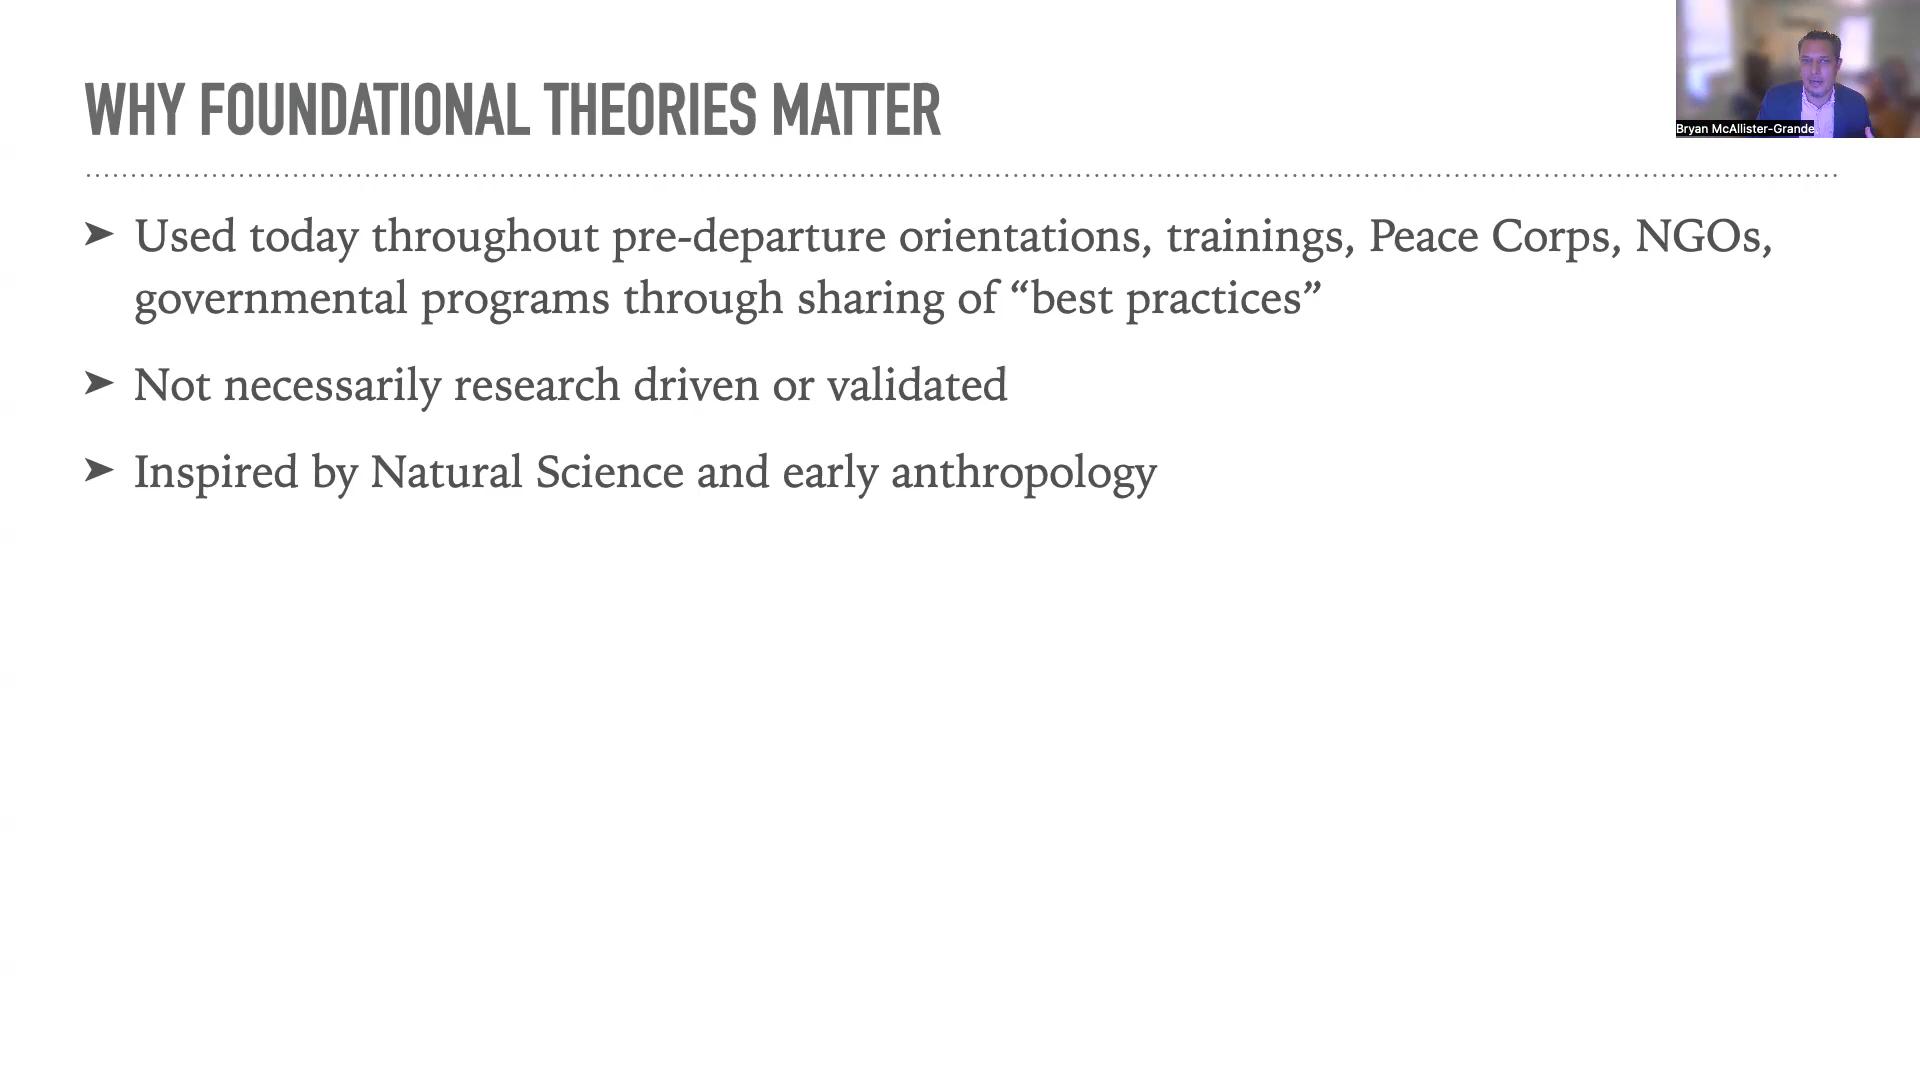 WHY FOUNDATIONAL THEORIES MATTER
Bryan McAllister-Grande
➤ Used today throughout pre-departure orientations, trainings, Peace Corps, NGOs,
governmental programs through sharing of “best practices”
➤ Not necessarily research driven or validated
➤ Inspired by Natural Science and early anthropology